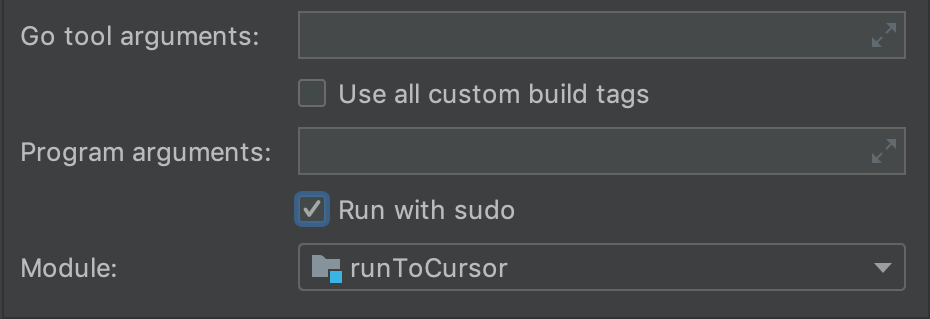 Go tool arguments:
Use all custom build tags
Program arguments:
Run with sudo
Module: runToCursor